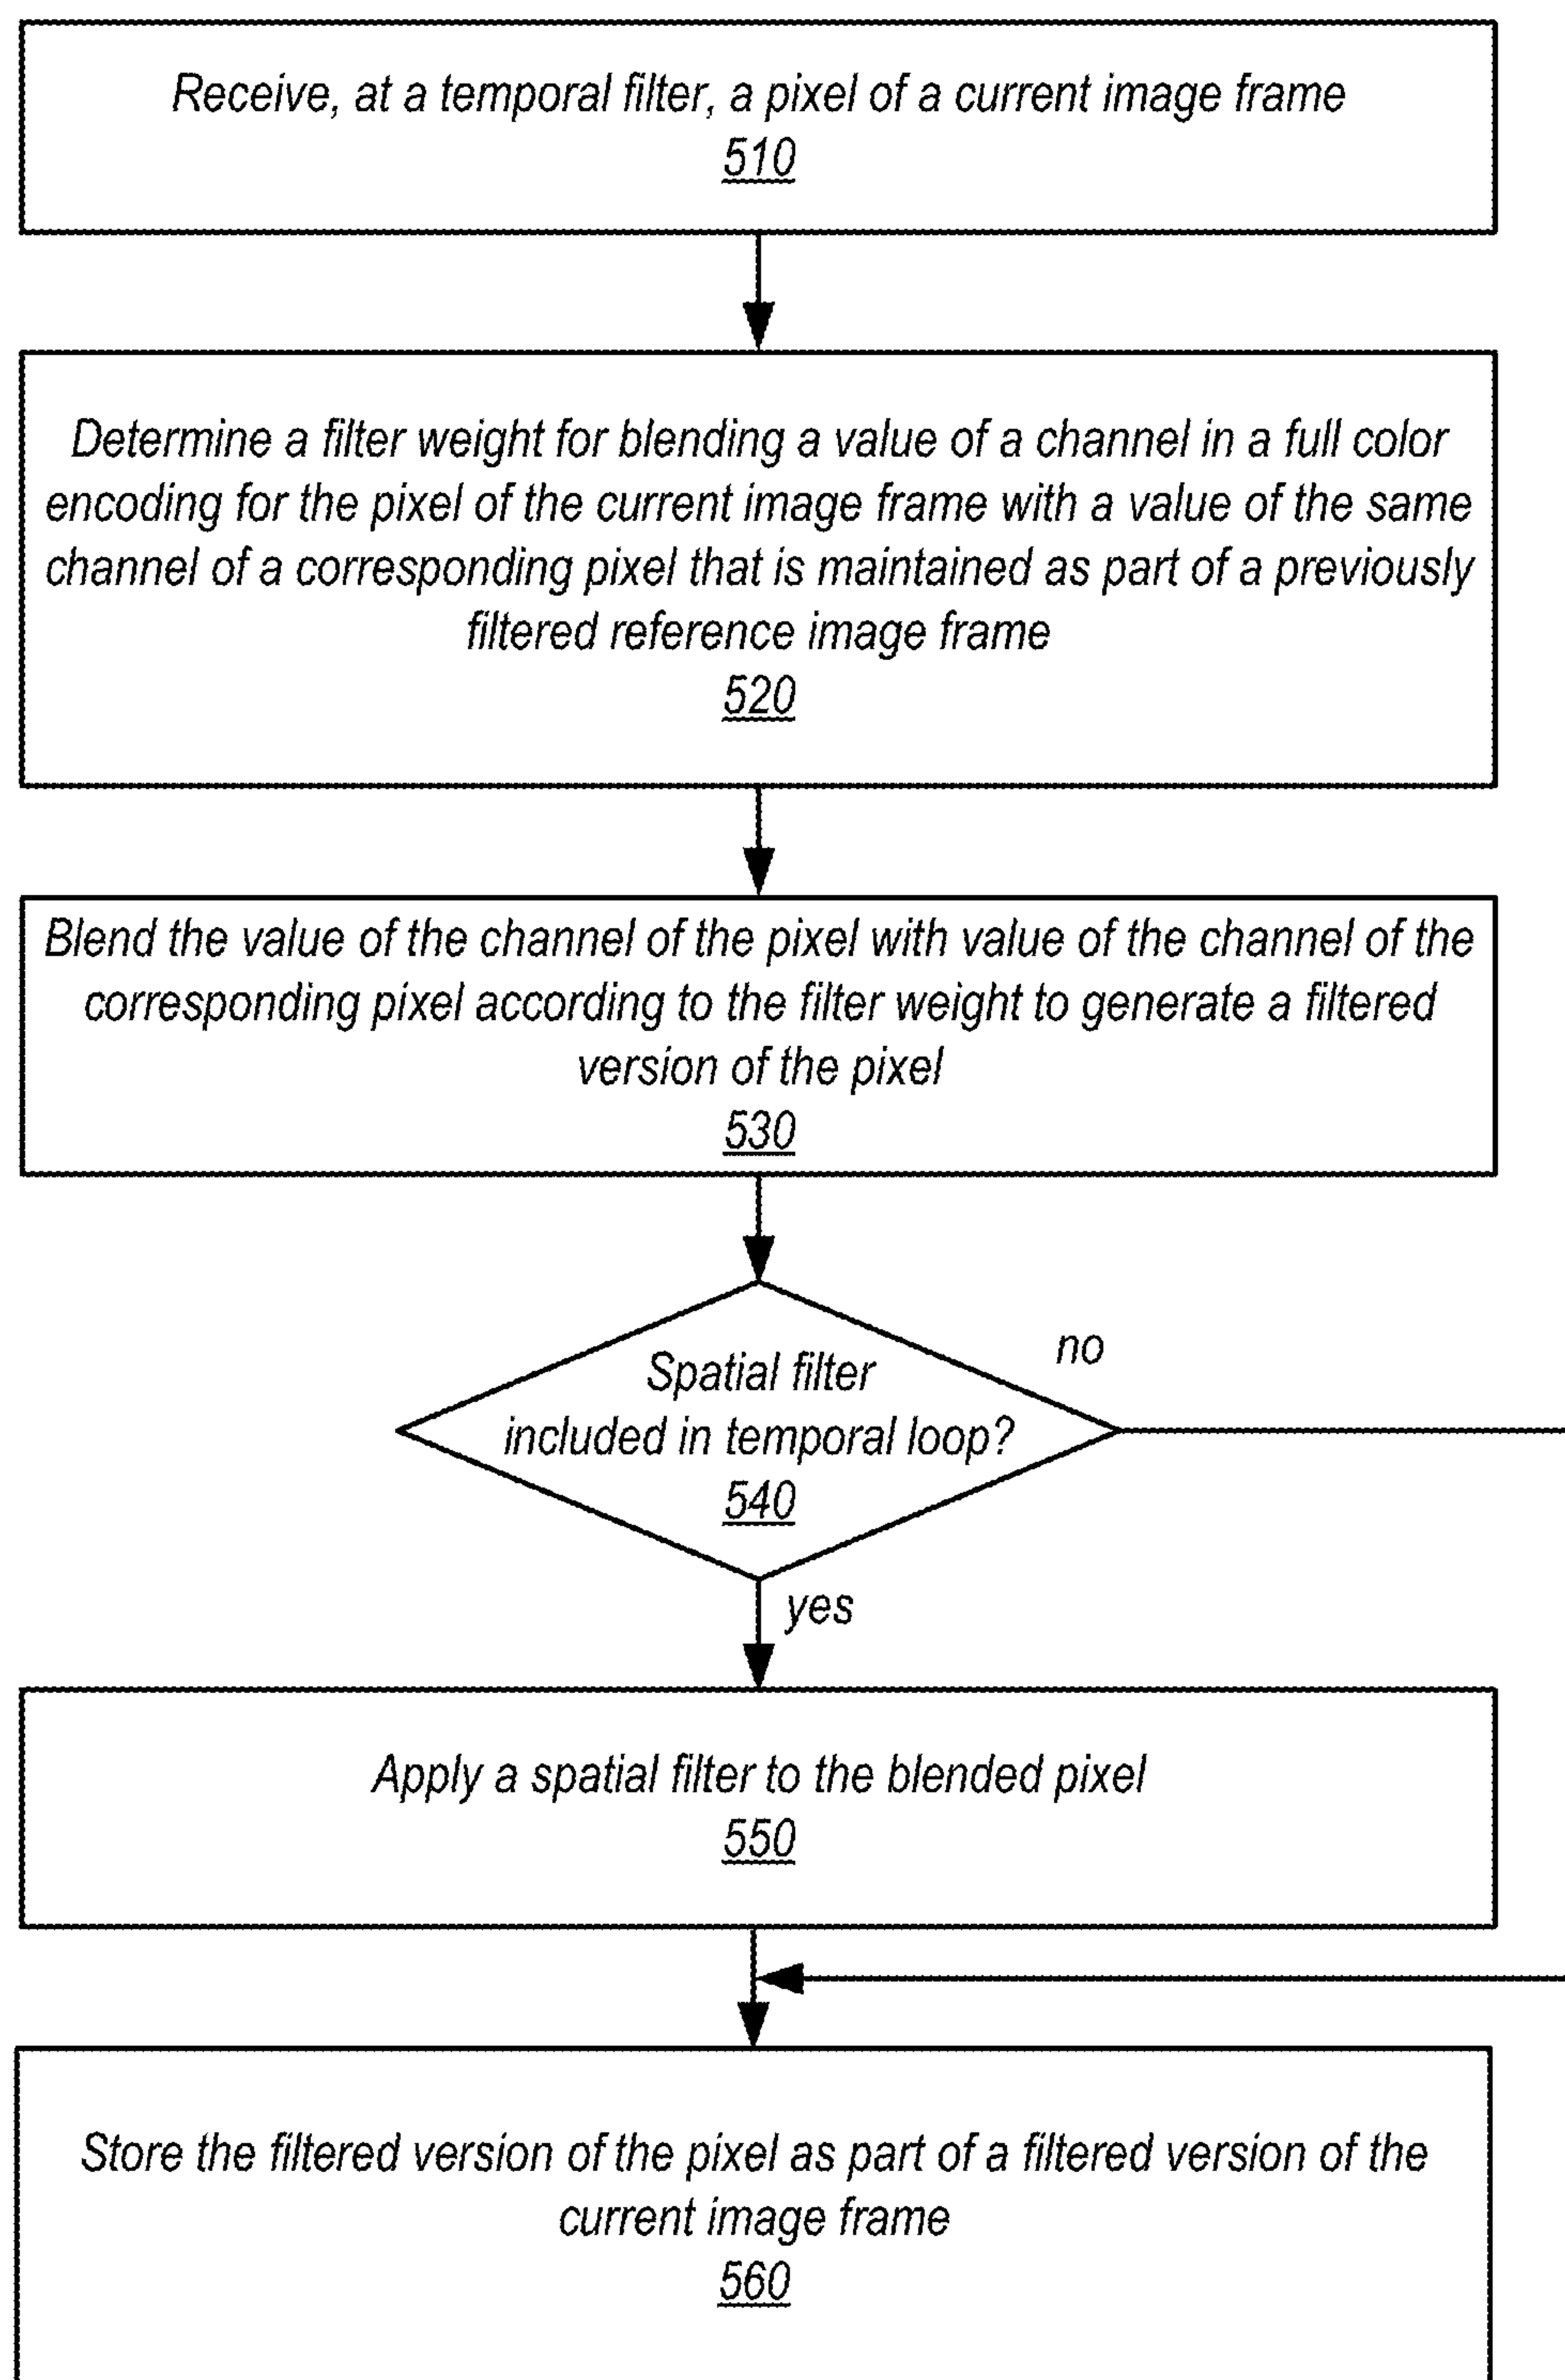 Receive, at a temporal filter, a pixel of a current image frame
510
Determine a filter weight for blending a value of a channel in a full color
encoding for the pixel of the current image frame with a value of the same
channel of a corresponding pixel that is maintained as part of a previously
filtered reference image frame
520
Blend the value of the channel of the pixel with value of the channel of the
corresponding pixel according to the filter weight to generate a filtered
version of the pixel
530
Spatial filter
included in temporal loop?
540
no
yes
Apply a spatial filter to the blended pixel
550
Store the filtered version of the pixel as part of a filtered version of the
current image frame
560